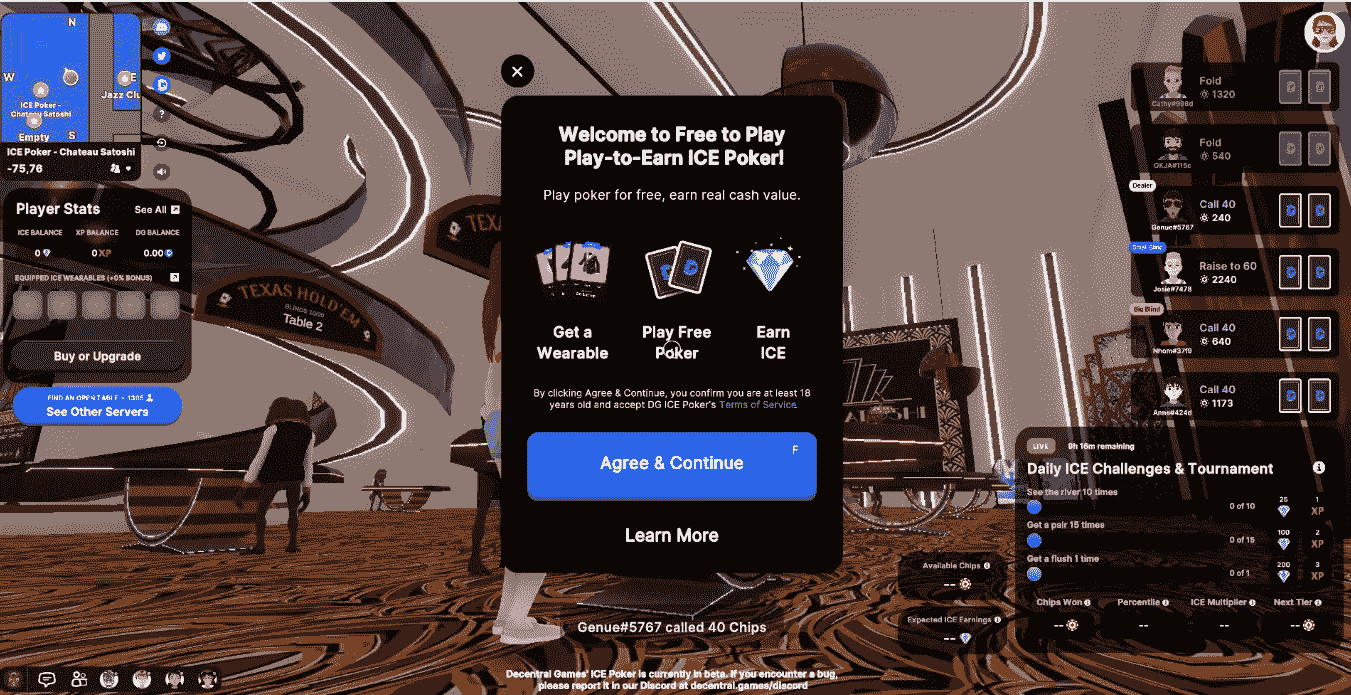 N
W
E
ICE Poker -
Chateau Satoshi
Jazz Clu
Empty
S
ICE Poker - Chateau Satoshi
-75,76
?
Player Stats
See All
ICE BALANCE XP BALANCE DG BALANCE
0 0 XP 0.00
EQUIPPED ICE WEARABLES (+0% BONUS)
Buy or Upgrade
FIND AN OPEN TABLE • 1305
See Other Servers
TEXAS HOLD'EM
BLINDS 10/20
Table 2
TEXA
Welcome to Free to Play
Play-to-Earn ICE Poker!
Play poker for free, earn real cash value.
Get a
Wearable
Play Free
Poker
Earn
ICE
By clicking Agree & Continue, you confirm you are at least 18
years old and accept DG ICE Poker's Terms of Service.
Agree & Continue
F
Learn More
Genue#5767 called 40 Chips
Decentral Games' ICE Poker is currently in beta. If you encounter a bug,
please report it in our Discord at decentral.games/discord
Fold
1320
Cathy#998d
Fold
540
OKJA#115c
Dealer
Call 40
240
Genue#5767
Small Blind
Raise to 60
2240
Josie#7478
Big Blind
Call 40
640
Nhom#37f9
Call 40
1173
Anna#424d
LIVE
9h 16m remaining
Daily ICE Challenges & Tournament
See the river 10 times
0 of 10
25
1
XP
Get a pair 15 times
0 of 15
100
2
XP
Get a flush 1 time
0 of 1
200
3
XP
Chips Won Percentile ICE Multiplier Next Tier
-- -- -- --
Available Chips
--
Expected ICE Earnings
--